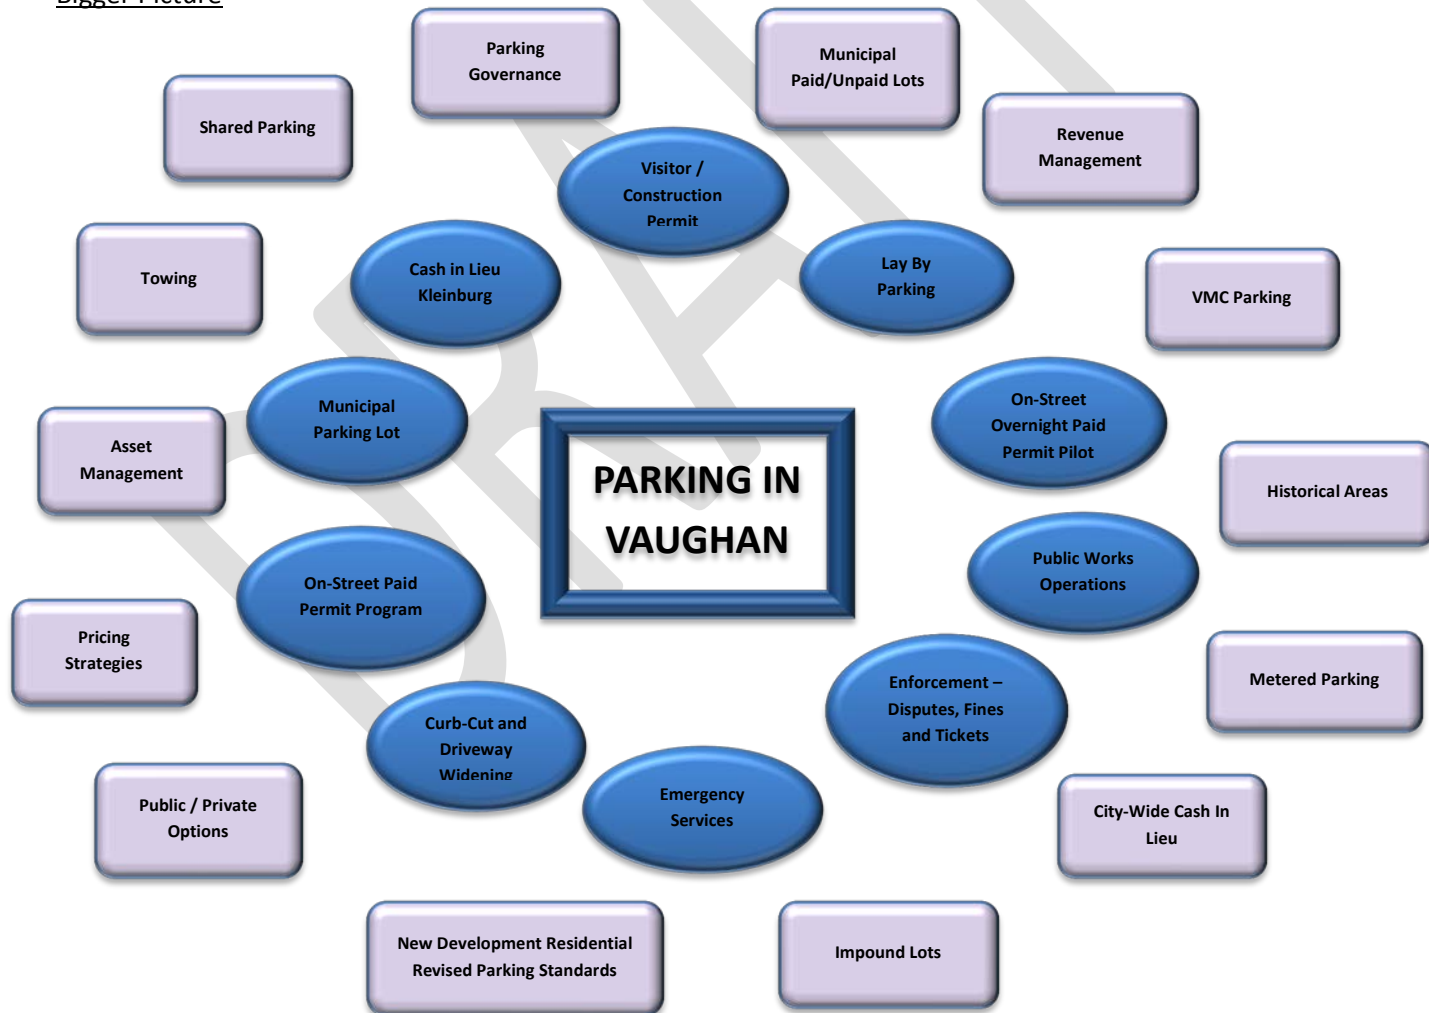 Bigger Picture
Parking
Governance
Municipal
Paid/Unpaid Lots
Shared Parking
Revenue
Management
Visitor /
Construction
Permit
Cash in Lieu
Kleinburg
Lay By
Parking
Towing
VMC Parking
Municipal
Parking Lot
On-Street
Overnight Paid
Permit Pilot
Asset
Management
PARKING IN
VAUGHAN
Historical Areas
On-Street Paid
Permit Program
Public Works
Operations
Pricing
Strategies
Enforcement –
Disputes, Fines
and Tickets
Metered Parking
Curb-Cut and
Driveway
Widening
Emergency
Services
Public / Private
Options
City-Wide Cash In
Lieu
New Development Residential
Revised Parking Standards
Impound Lots
DRAFT